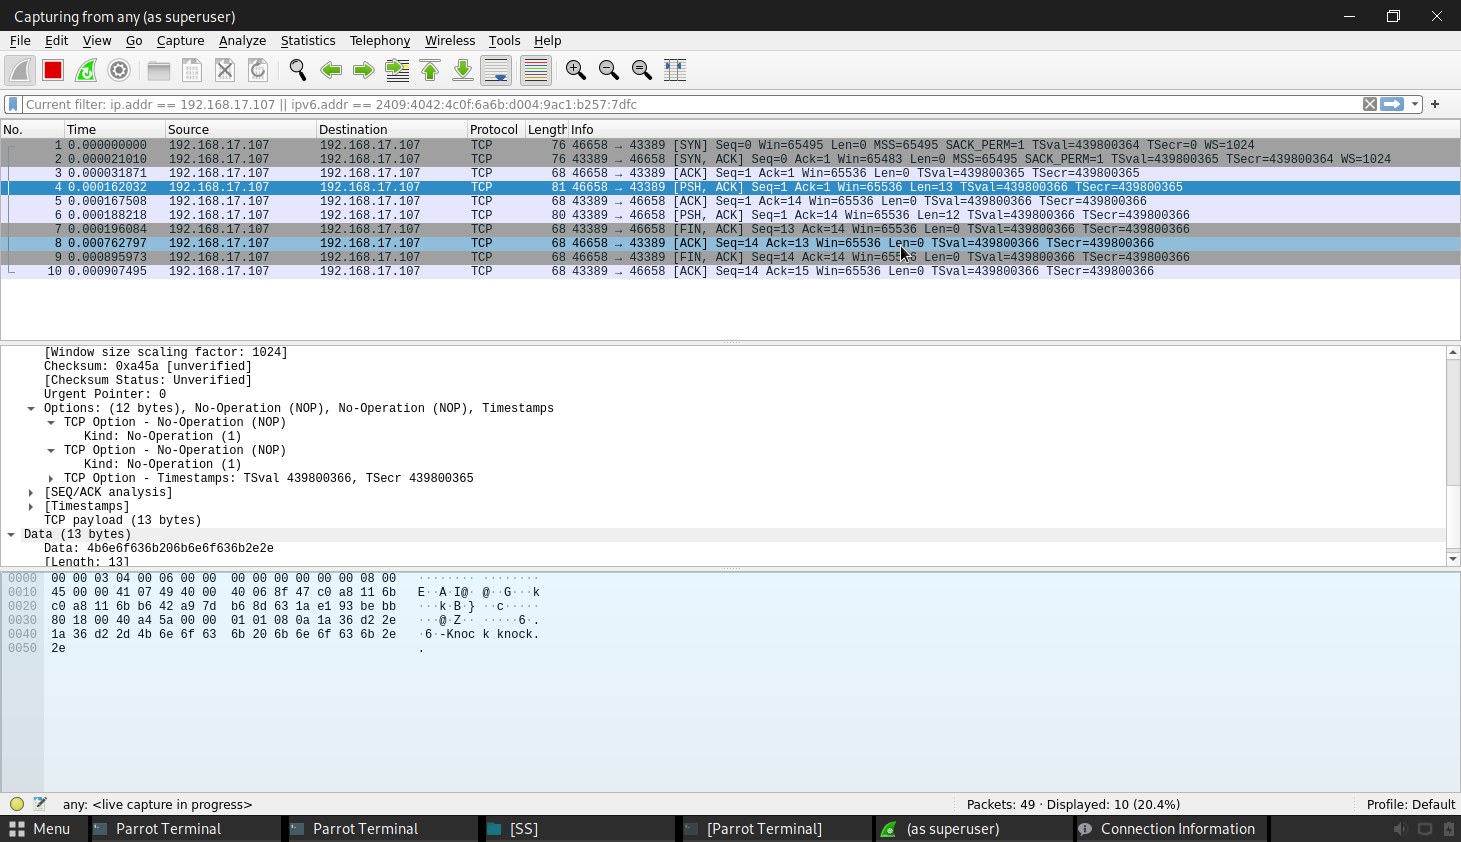 Capturing from any (as superuser)
File Edit View Go Capture Analyze Statistics Telephony Wireless Tools Help
Current filter: ip.addr == 192.168.17.107 || ipv6.addr == 2409:4042:4c0f:6a6b:d004:9ac1:b257:7dfc
No. Time Source Destination Protocol Length Info
1 0.000000000 192.168.17.107 192.168.17.107 TCP 76 46658 → 43389 [SYN] Seq=0 Win=65495 Len=0 MSS=65495 SACK_PERM=1 TSval=439800364 TSecr=0 WS=1024
2 0.000021010 192.168.17.107 192.168.17.107 TCP 76 43389 → 46658 [SYN, ACK] Seq=0 Ack=1 Win=65483 Len=0 MSS=65495 SACK_PERM=1 TSval=439800365 TSecr=439800364 WS=1024
3 0.000031871 192.168.17.107 192.168.17.107 TCP 68 46658 → 43389 [ACK] Seq=1 Ack=1 Win=65536 Len=0 TSval=439800365 TSecr=439800365
4 0.000162032 192.168.17.107 192.168.17.107 TCP 81 46658 → 43389 [PSH, ACK] Seq=1 Ack=1 Win=65536 Len=13 TSval=439800366 TSecr=439800365
5 0.000167508 192.168.17.107 192.168.17.107 TCP 68 43389 → 46658 [ACK] Seq=1 Ack=14 Win=65536 Len=0 TSval=439800366 TSecr=439800366
6 0.000188218 192.168.17.107 192.168.17.107 TCP 80 43389 → 46658 [PSH, ACK] Seq=1 Ack=14 Win=65536 Len=12 TSval=439800366 TSecr=439800366
7 0.000196084 192.168.17.107 192.168.17.107 TCP 68 43389 → 46658 [FIN, ACK] Seq=13 Ack=14 Win=65536 Len=0 TSval=439800366 TSecr=439800366
8 0.000762797 192.168.17.107 192.168.17.107 TCP 68 46658 → 43389 [ACK] Seq=14 Ack=13 Win=65536 Len=0 TSval=439800366 TSecr=439800366
9 0.000895973 192.168.17.107 192.168.17.107 TCP 68 46658 → 43389 [FIN, ACK] Seq=14 Ack=14 Win=65536 Len=0 TSval=439800366 TSecr=439800366
10 0.000907495 192.168.17.107 192.168.17.107 TCP 68 43389 → 46658 [ACK] Seq=14 Ack=15 Win=65536 Len=0 TSval=439800366 TSecr=439800366
[Window size scaling factor: 1024]
Checksum: 0xa45a [unverified]
[Checksum Status: Unverified]
Urgent Pointer: 0
Options: (12 bytes), No-Operation (NOP), No-Operation (NOP), Timestamps
TCP Option - No-Operation (NOP)
Kind: No-Operation (1)
TCP Option - No-Operation (NOP)
Kind: No-Operation (1)
TCP Option - Timestamps: TSval 439800366, TSecr 439800365
[SEQ/ACK analysis]
[Timestamps]
TCP payload (13 bytes)
Data (13 bytes)
Data: 4b6e6f636b206b6e6f636b2e2e
[Length: 13]
0000 00 00 03 04 00 06 00 00 00 00 00 00 00 00 08 00 ········ ········
0010 45 00 00 41 07 49 40 00 40 06 8f 47 c0 a8 11 6b E··A·I@· @··G···k
0020 c0 a8 11 6b b6 42 a9 7d b6 8d 63 1a e1 93 be bb ···k·B·} ··c·····
0030 80 18 00 40 a4 5a 00 00 01 01 08 0a 1a 36 d2 2e ···@·Z·· ·····6·.
0040 1a 36 d2 2d 4b 6e 6f 63 6b 20 6b 6e 6f 63 6b 2e ·6·-Knoc k knock.
0050 2e .
any: <live capture in progress> Packets: 49 · Displayed: 10 (20.4%) Profile: Default
Menu Parrot Terminal Parrot Terminal [SS] [Parrot Terminal] (as superuser) Connection Information